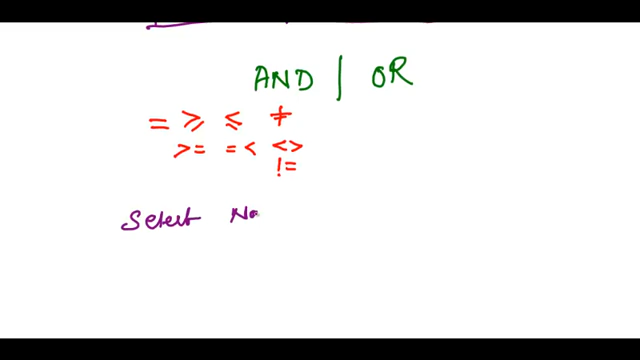 AND | OR
= ≥ ≤ ≠
>= =< <>
!=
Select Na